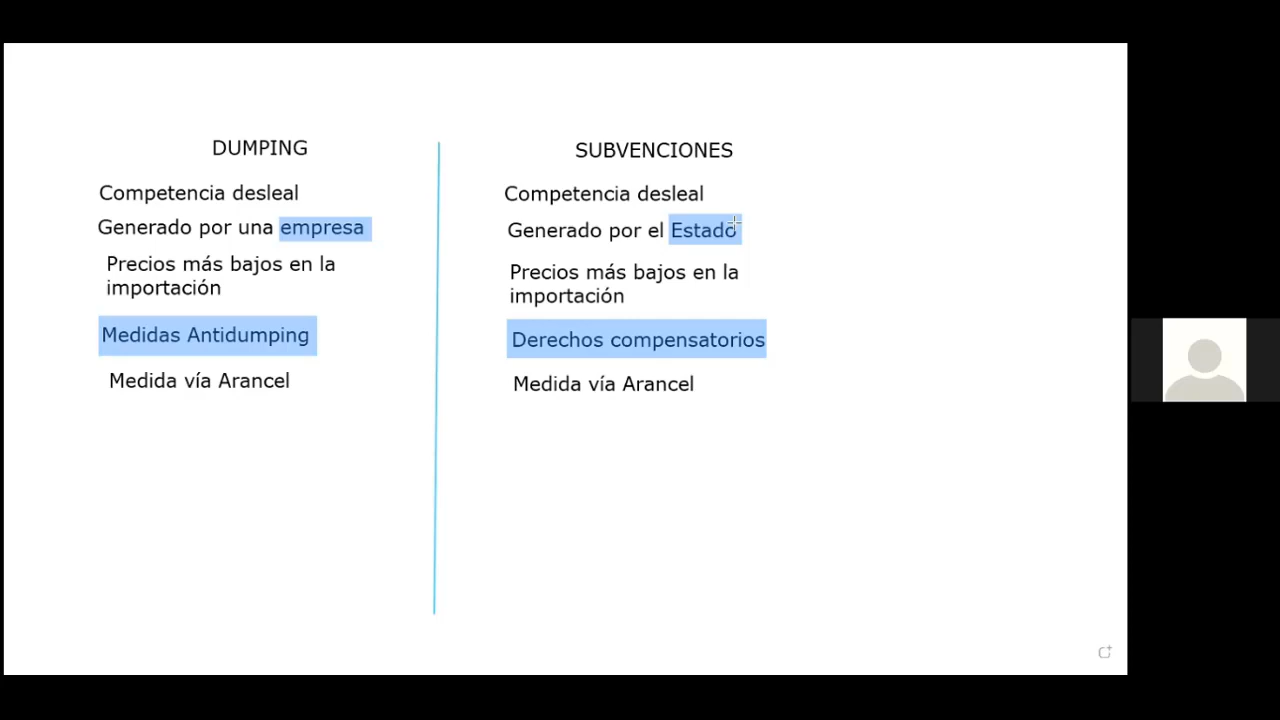 DUMPING
Competencia desleal
Generado por una empresa
Precios más bajos en la
importación
Medidas Antidumping
Medida vía Arancel
SUBVENCIONES
Competencia desleal
Generado por el Estado
Precios más bajos en la
importación
Derechos compensatorios
Medida vía Arancel